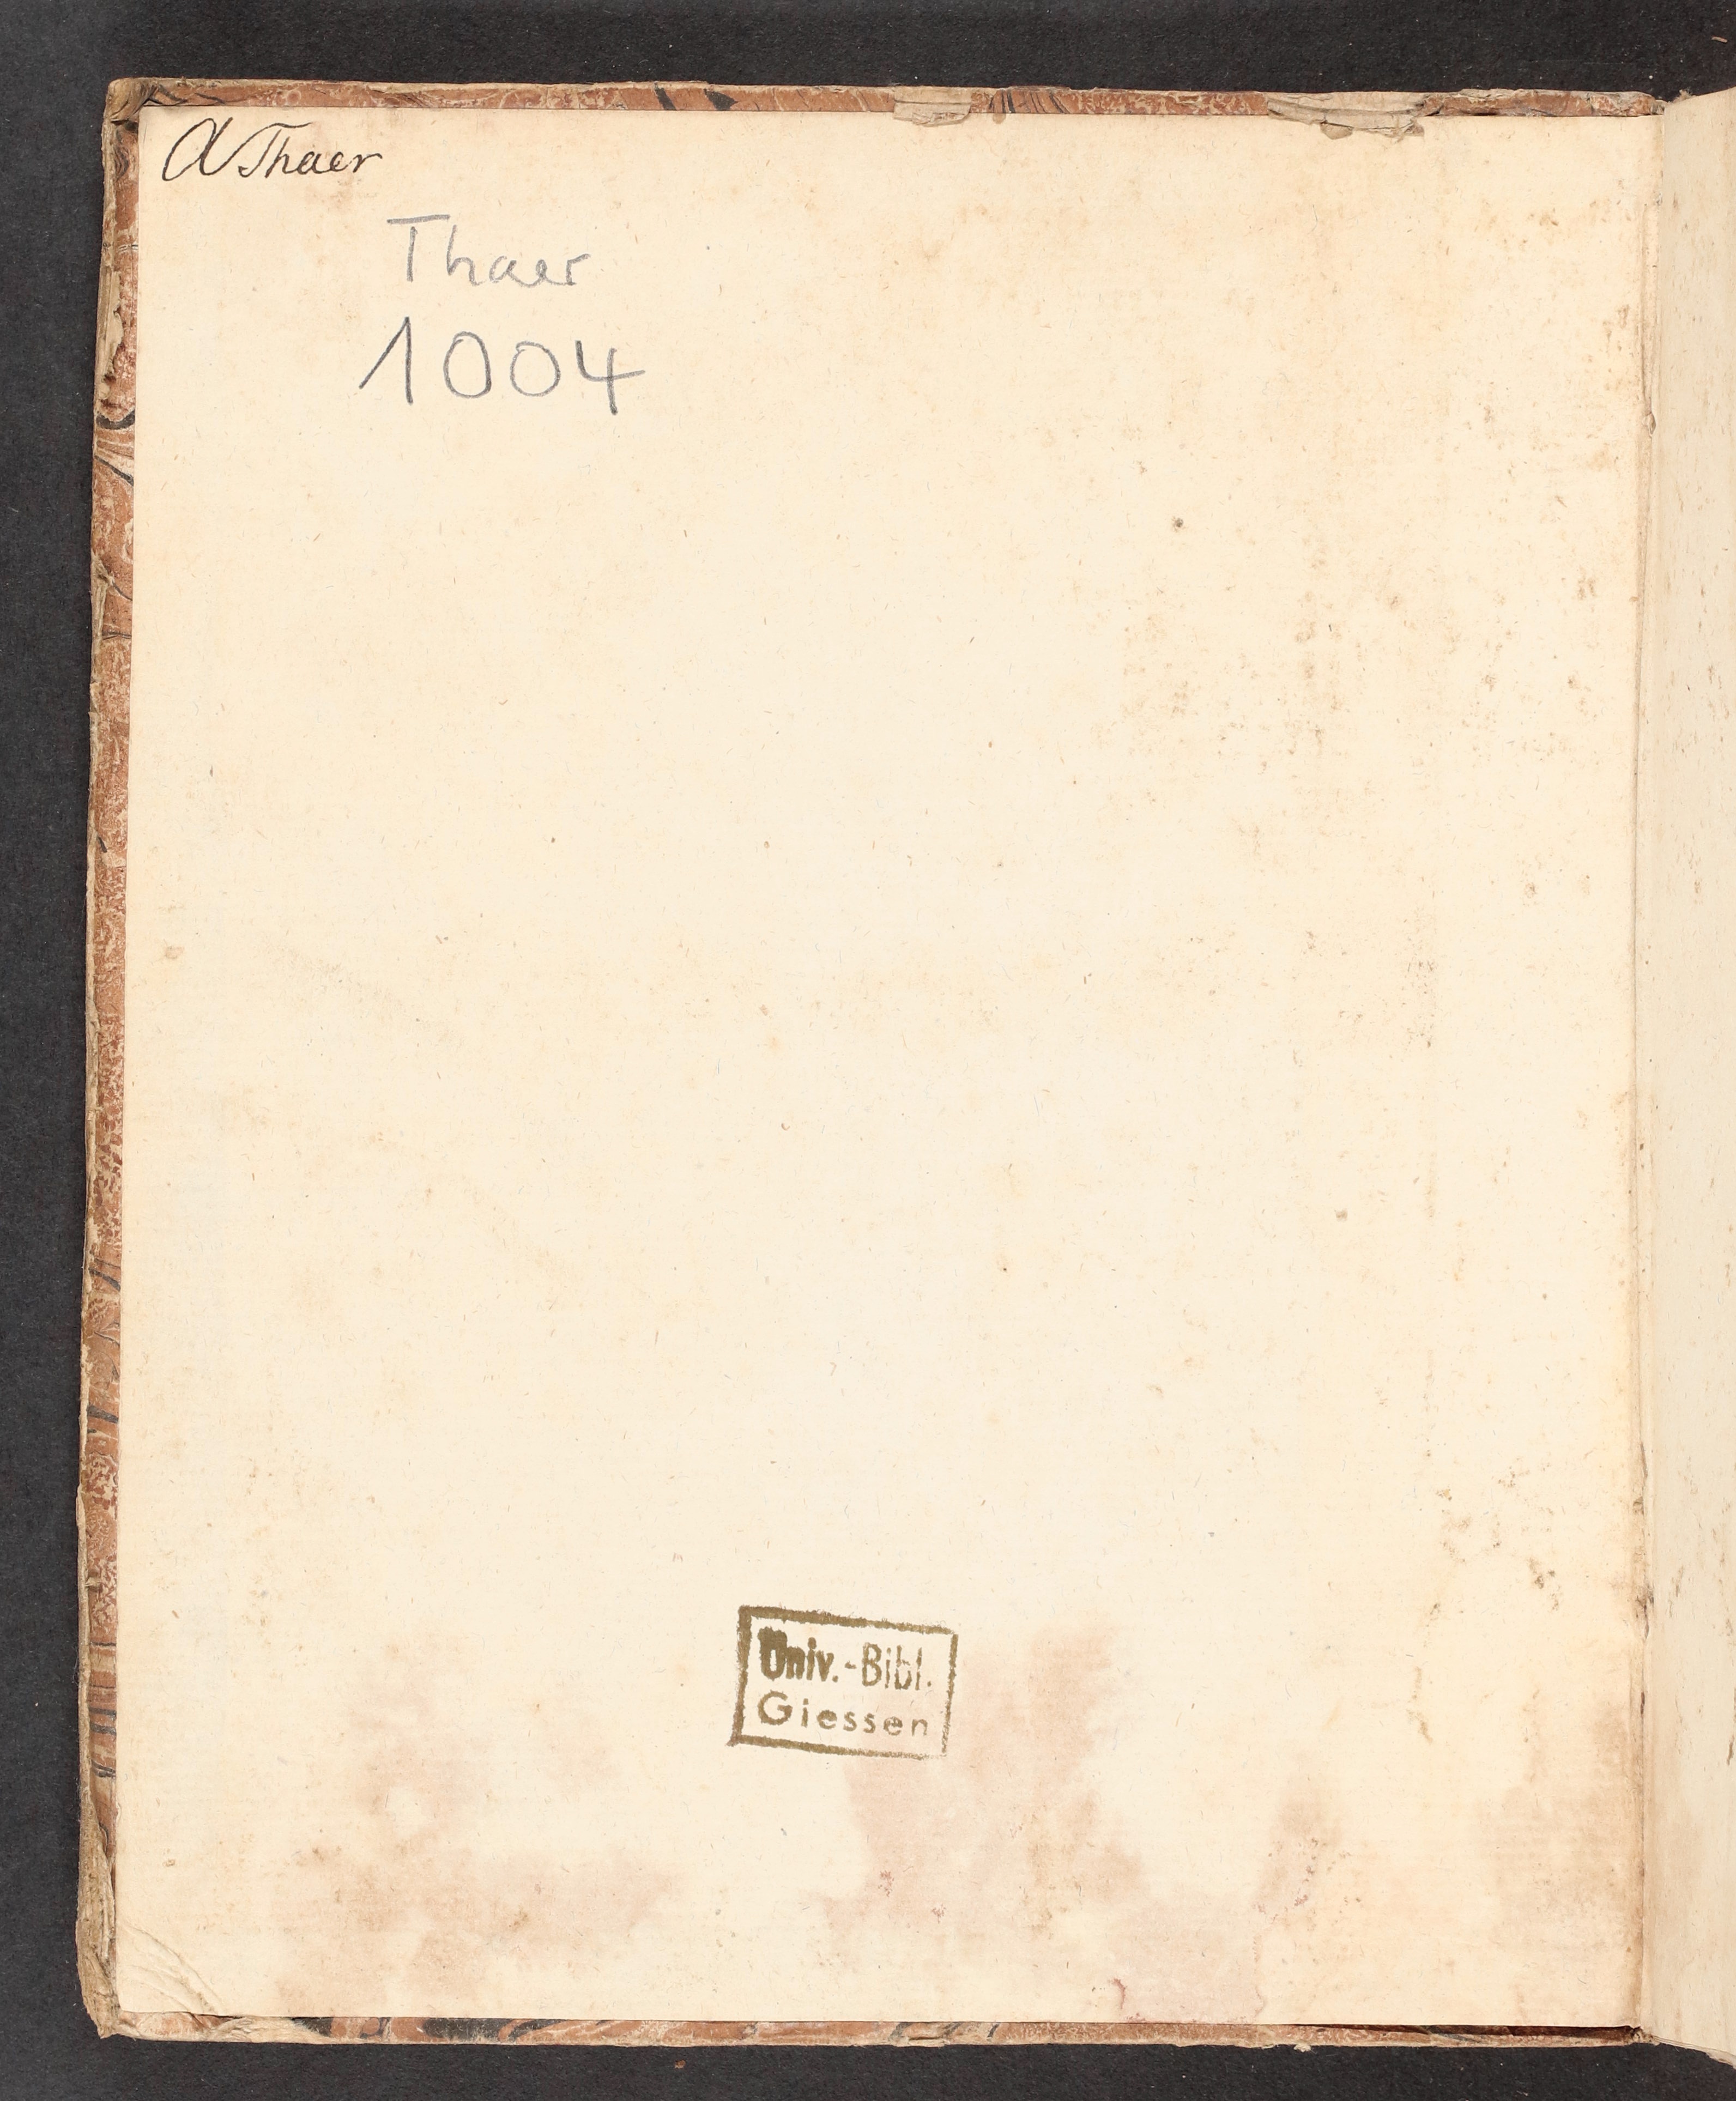 A Thaer
Thaer
1004
Univ.-Bibl.
Giessen